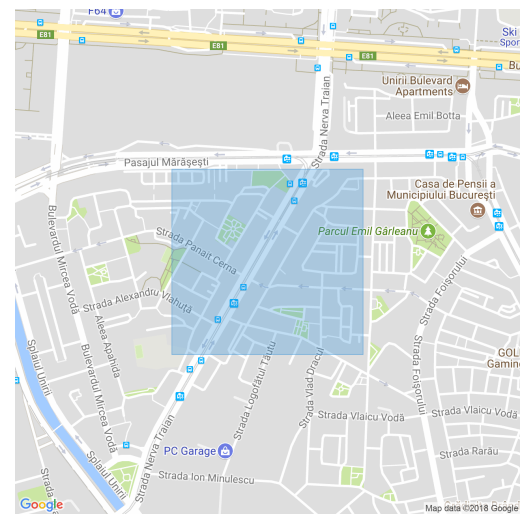 F64
Ski
Spor
E81
E81
Bu
Unirii Bulevard
Apartments
Aleea Emil Botta
Strada Nerva Traian
Pasajul Mărășești
Casa de Pensii a
Municipiului București
Bulevardul Mircea Vodă
Parcul Emil Gârleanu
Strada Panait Cerna
Strada Foișorului
Strada Alexandru Vlahuță
Aleea Apahida
Splaiul Unirii
Bulevardul Mircea Vodă
Strada Logofătul Tăutu
Strada Vlad Dracul
Strada Foișorului
GOL
Gamin
Strada Vlaicu Vodă
Strada Vlaicu Vodă
Strada Nerva Traian
PC Garage
Strada Rarău
Splaiul Unirii
Strada Ion Minulescu
Google
Map data ©2018 Google